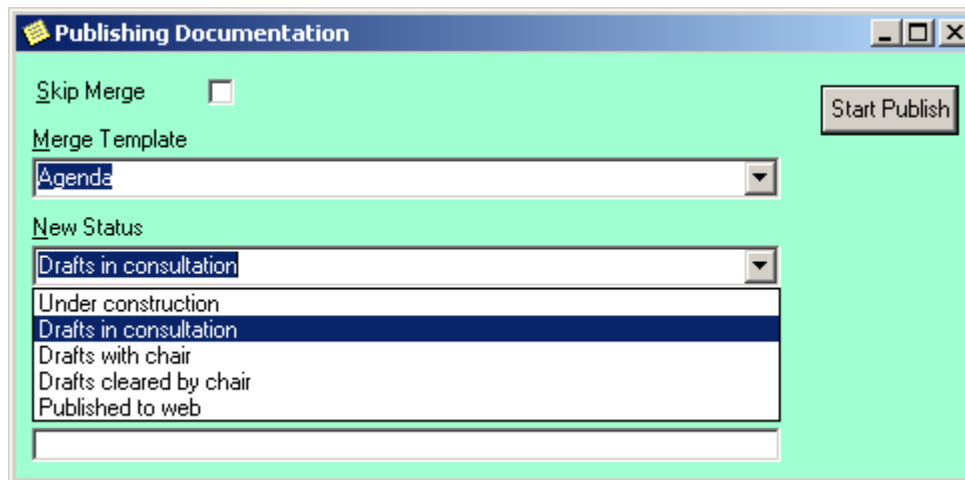 Publishing Documentation
Skip Merge
Start Publish
Merge Template
Agenda
New Status
Drafts in consultation
Under construction
Drafts in consultation
Drafts with chair
Drafts cleared by chair
Published to web